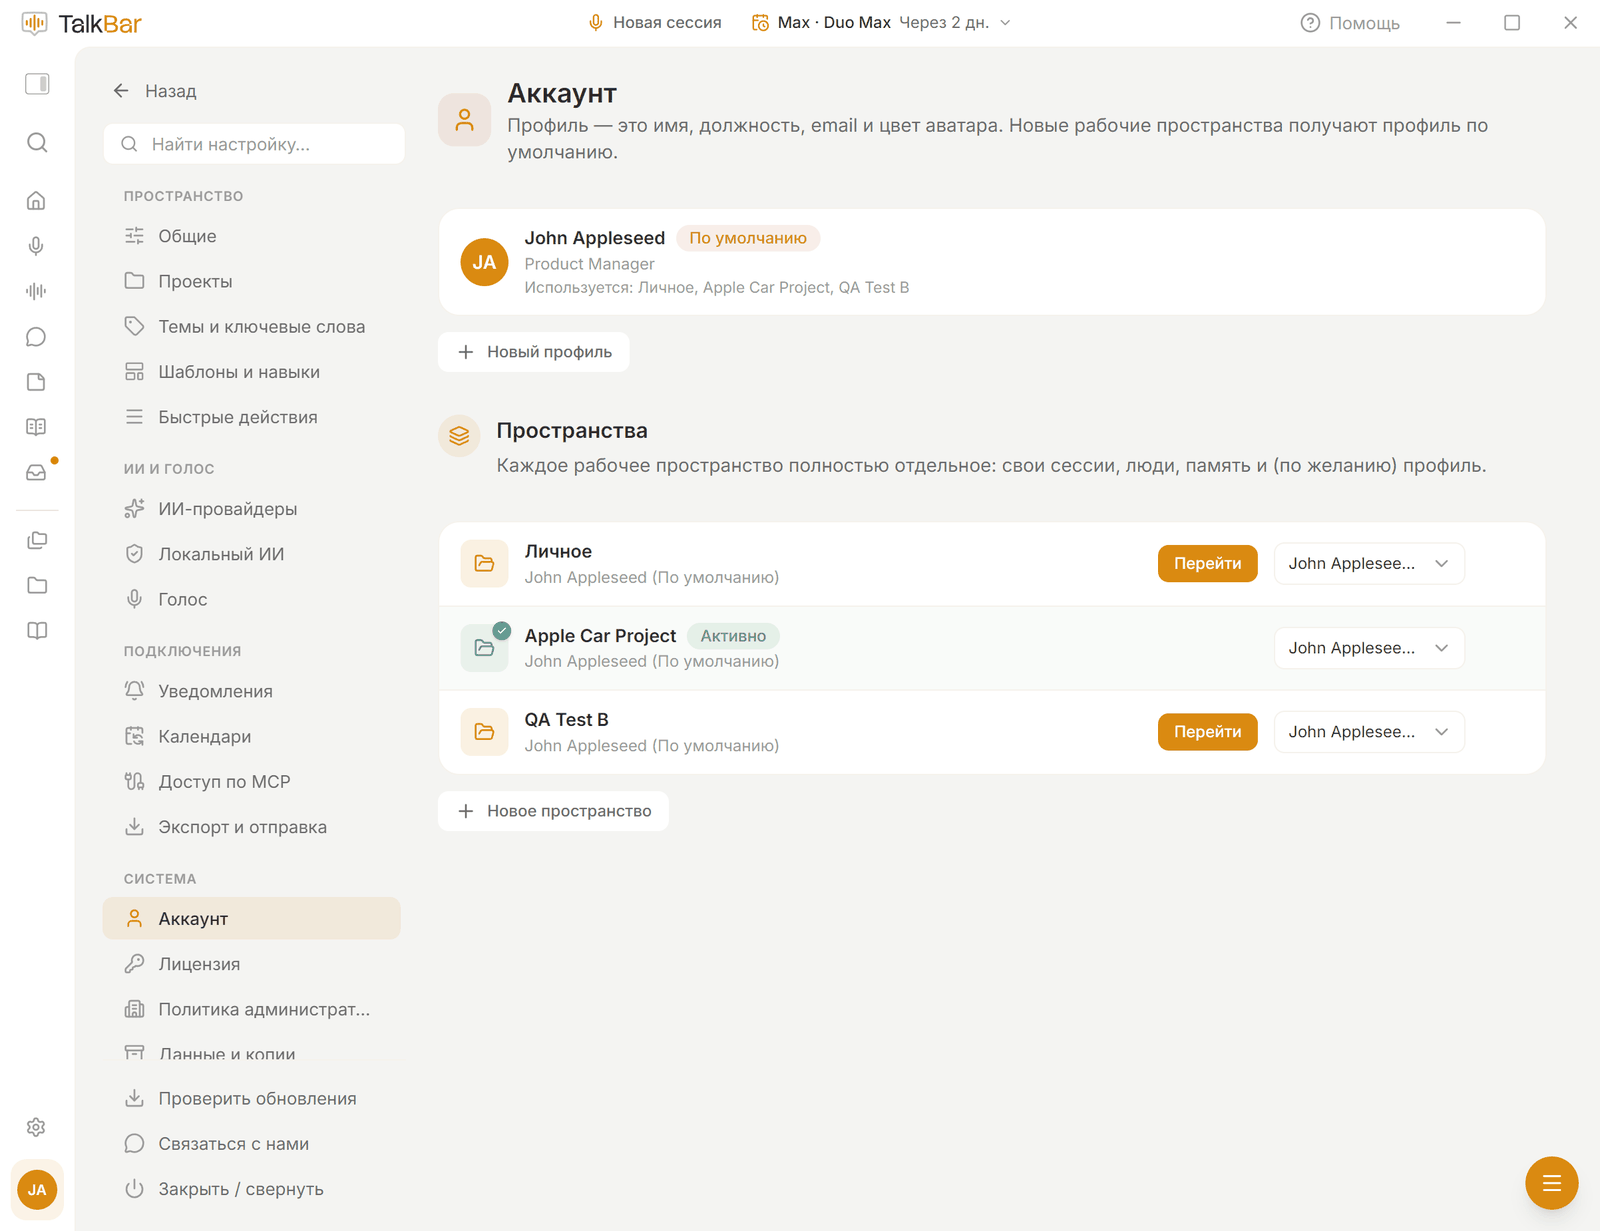 TalkBar
Новая сессия
Max · Duo Max Через 2 дн.
Помощь
Назад
Найти настройку...
ПРОСТРАНСТВО
Общие
Проекты
Темы и ключевые слова
Шаблоны и навыки
Быстрые действия
ИИ И ГОЛОС
ИИ-провайдеры
Локальный ИИ
Голос
ПОДКЛЮЧЕНИЯ
Уведомления
Календари
Доступ по MCP
Экспорт и отправка
СИСТЕМА
Аккаунт
Лицензия
Политика администрат...
Данные и копии
Проверить обновления
Связаться с нами
Закрыть / свернуть
JA
Аккаунт
Профиль — это имя, должность, email и цвет аватара. Новые рабочие пространства получают профиль по
умолчанию.
JA
John Appleseed По умолчанию
Product Manager
Используется: Личное, Apple Car Project, QA Test B
Новый профиль
Пространства
Каждое рабочее пространство полностью отдельное: свои сессии, люди, память и (по желанию) профиль.
Личное
John Appleseed (По умолчанию)
Перейти
John Applesee...
Apple Car Project Активно
John Appleseed (По умолчанию)
John Applesee...
QA Test B
John Appleseed (По умолчанию)
Перейти
John Applesee...
Новое пространство